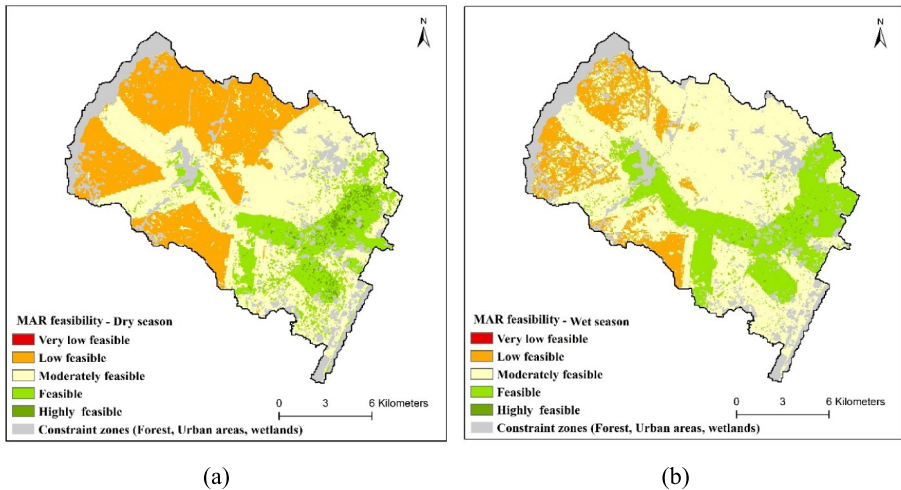 N
MAR feasibility - Dry season
Very low feasible
Low feasible
Moderately feasible
Feasible
Highly feasible
Constraint zones (Forest, Urban areas, wetlands)
0 3 6 Kilometers
(a)
N
MAR feasibility - Wet season
Very low feasible
Low feasible
Moderately feasible
Feasible
Highly feasible
Constraint zones (Forest, Urban areas, wetlands)
0 3 6 Kilometers
(b)